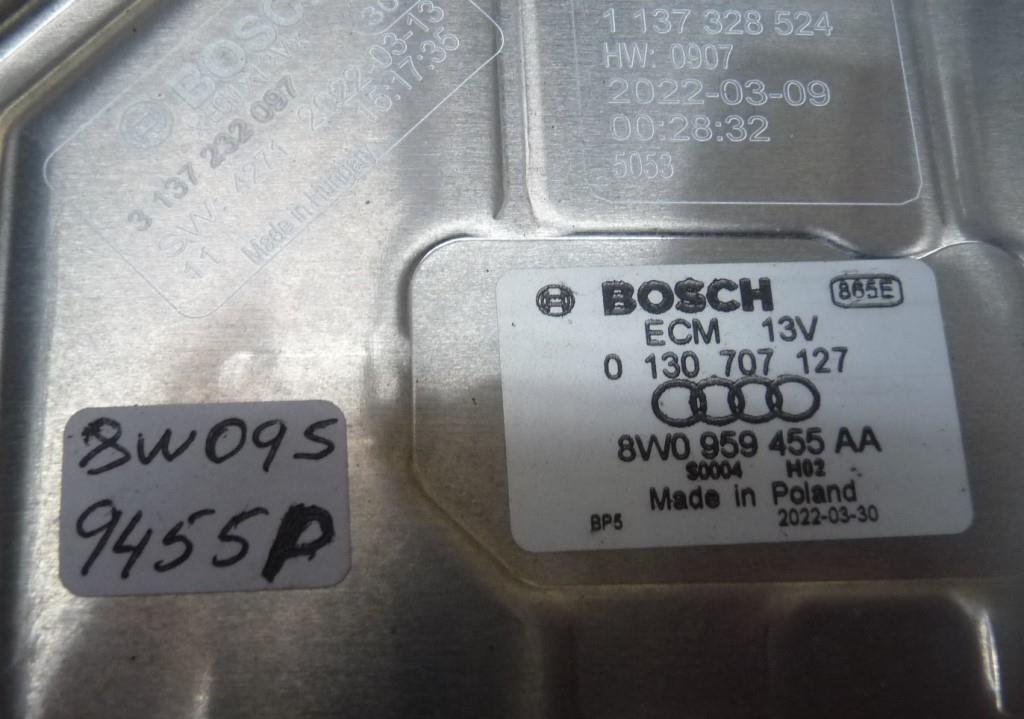 BOSCH
3 137 232 097
SW: 4271
11
2022-03-13
15:17:35
Made in Hungary
1 137 328 524
HW: 0907
2022-03-09
00:28:32
5053
BOSCH 865E
ECM 13V
0 130 707 127
8W0 959 455 AA
S0004 H02
Made in Poland
BP5 2022-03-30
8W095
9455P